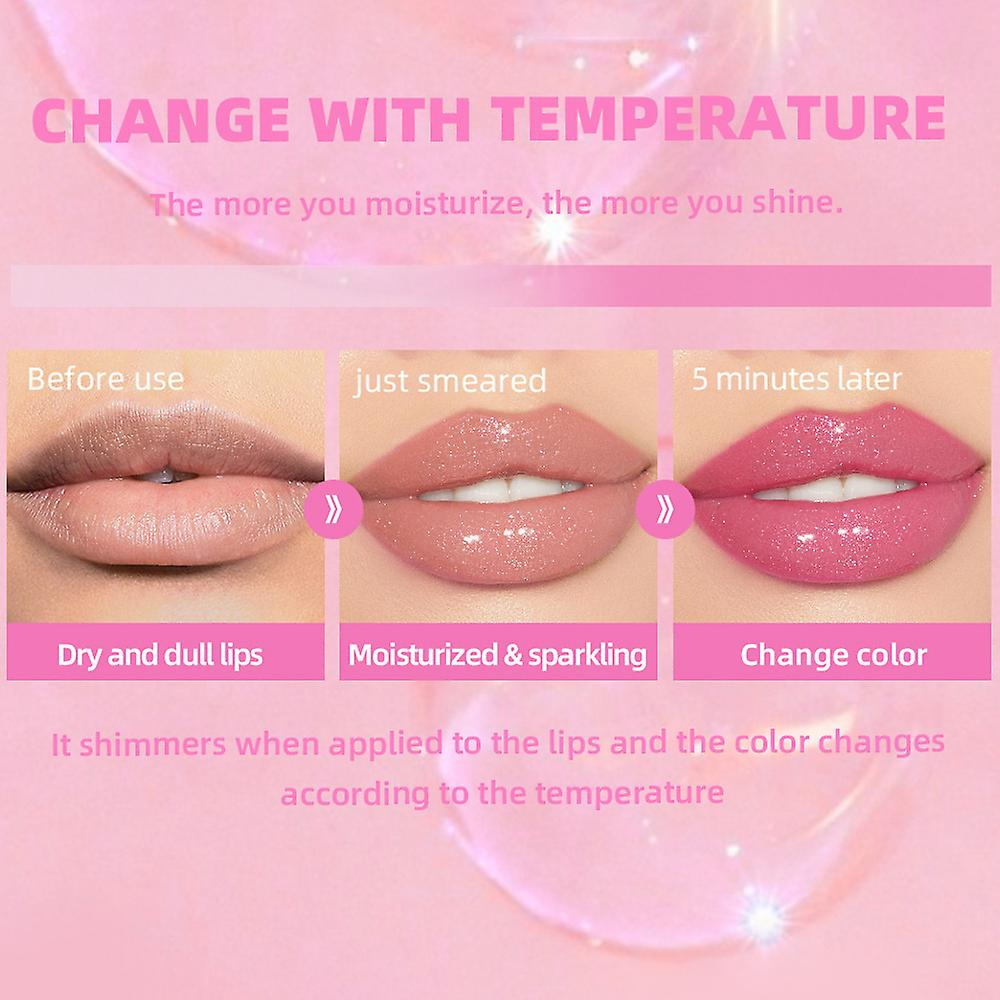 CHANGE WITH TEMPERATURE
The more you moisturize, the more you shine.
Before use
just smeared
5 minutes later
Dry and dull lips
Moisturized & sparkling
Change color
It shimmers when applied to the lips and the color changes
according to the temperature